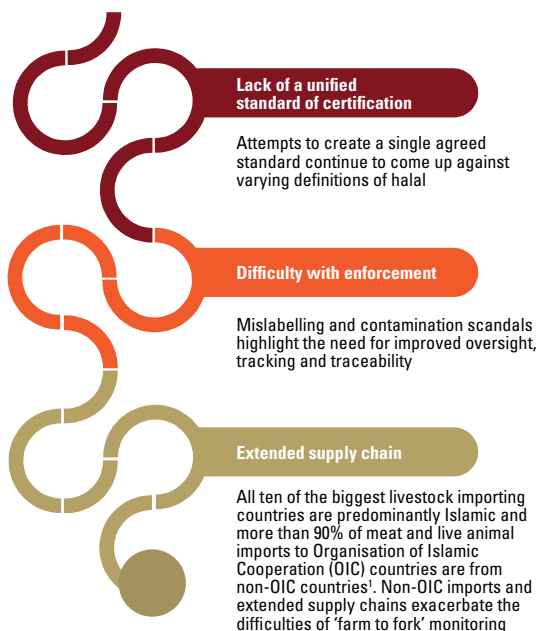 Lack of a unified
standard of certification
Attempts to create a single agreed
standard continue to come up against
varying definitions of halal
Difficulty with enforcement
Mislabelling and contamination scandals
highlight the need for improved oversight,
tracking and traceability
Extended supply chain
All ten of the biggest livestock importing
countries are predominantly Islamic and
more than 90% of meat and live animal
imports to Organisation of Islamic
Cooperation (OIC) countries are from
non-OIC countries¹. Non-OIC imports and
extended supply chains exacerbate the
difficulties of ‘farm to fork’ monitoring